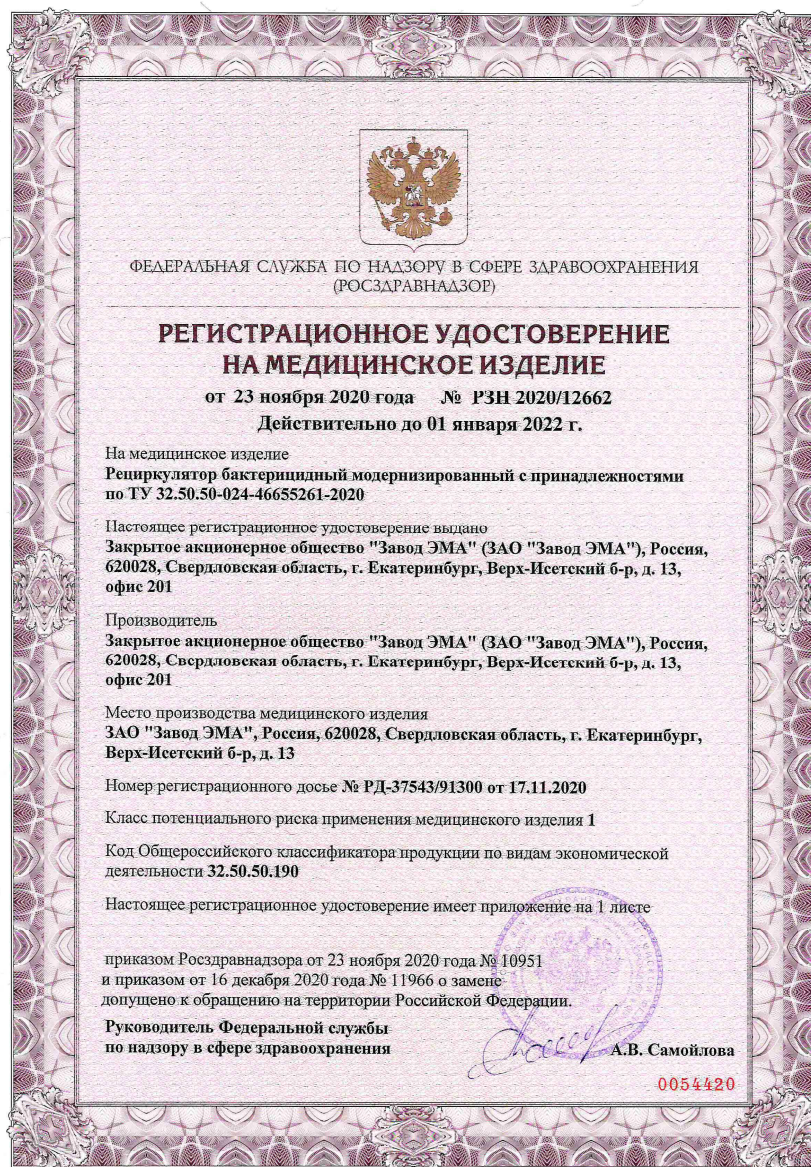 ФЕДЕРАЛЬНАЯ СЛУЖБА ПО НАДЗОРУ В СФЕРЕ ЗДРАВООХРАНЕНИЯ
(РОСЗДРАВНАДЗОР)
РЕГИСТРАЦИОННОЕ УДОСТОВЕРЕНИЕ
НА МЕДИЦИНСКОЕ ИЗДЕЛИЕ
от 23 ноября 2020 года № РЗН 2020/12662
Действительно до 01 января 2022 г.
На медицинское изделие
Рециркулятор бактерицидный модернизированный с принадлежностями
по ТУ 32.50.50-024-46655261-2020
Настоящее регистрационное удостоверение выдано
Закрытое акционерное общество "Завод ЭМА" (ЗАО "Завод ЭМА"), Россия,
620028, Свердловская область, г. Екатеринбург, Верх-Исетский б-р, д. 13,
офис 201
Производитель
Закрытое акционерное общество "Завод ЭМА" (ЗАО "Завод ЭМА"), Россия,
620028, Свердловская область, г. Екатеринбург, Верх-Исетский б-р, д. 13,
офис 201
Место производства медицинского изделия
ЗАО "Завод ЭМА", Россия, 620028, Свердловская область, г. Екатеринбург,
Верх-Исетский б-р, д. 13
Номер регистрационного досье № РД-37543/91300 от 17.11.2020
Класс потенциального риска применения медицинского изделия 1
Код Общероссийского классификатора продукции по видам экономической
деятельности 32.50.50.190
Настоящее регистрационное удостоверение имеет приложение на 1 листе
приказом Росздравнадзора от 23 ноября 2020 года № 10951
и приказом от 16 декабря 2020 года № 11966 о замене
допущено к обращению на территории Российской Федерации.
Руководитель Федеральной службы
по надзору в сфере здравоохранения
А.В. Самойлова
0054420